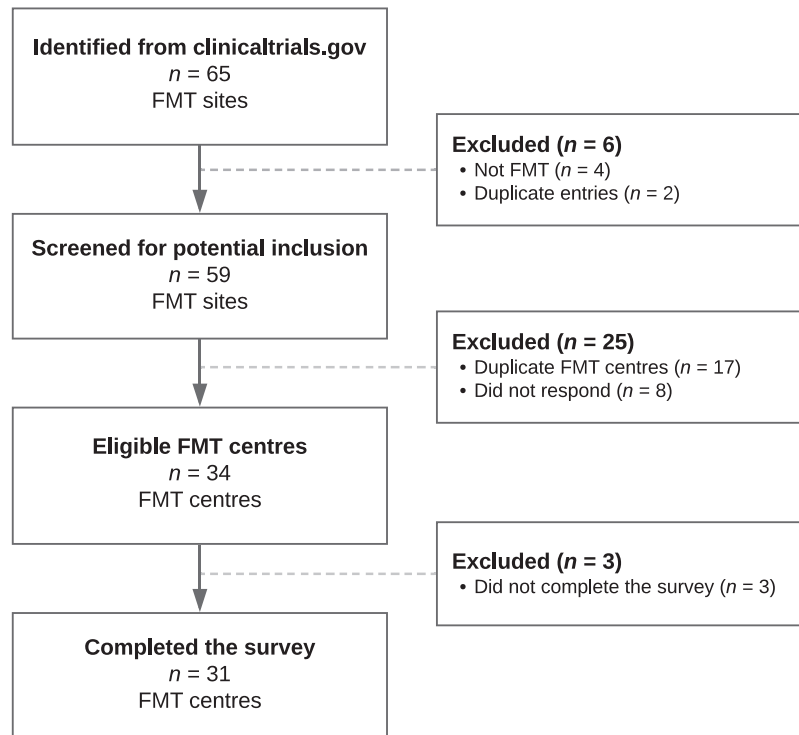 Identified from clinicaltrials.gov
n = 65
FMT sites
Excluded (n = 6)
• Not FMT (n = 4)
• Duplicate entries (n = 2)
Screened for potential inclusion
n = 59
FMT sites
Excluded (n = 25)
• Duplicate FMT centres (n = 17)
• Did not respond (n = 8)
Eligible FMT centres
n = 34
FMT centres
Excluded (n = 3)
• Did not complete the survey (n = 3)
Completed the survey
n = 31
FMT centres